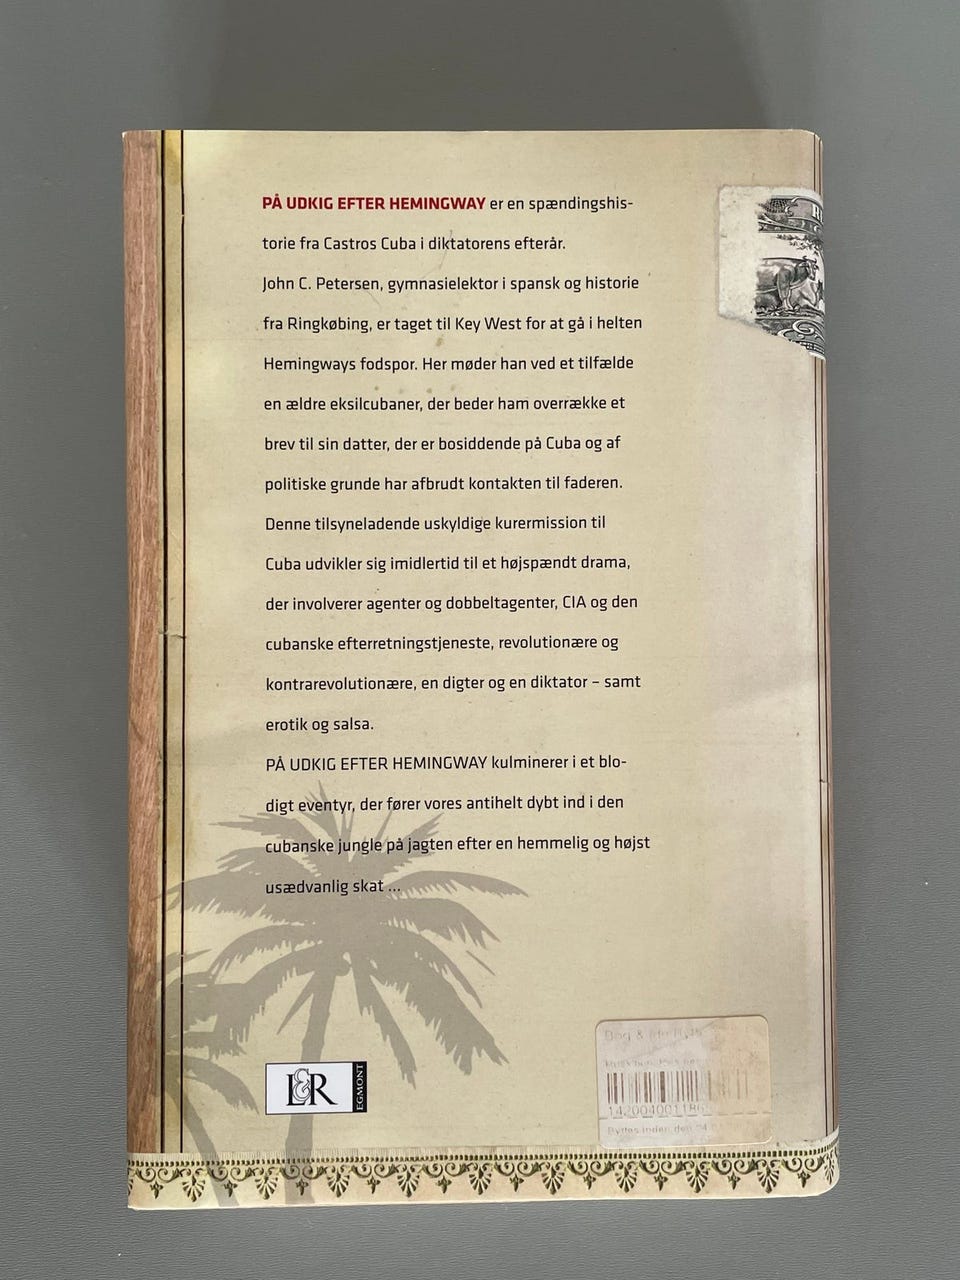 PÅ UDKIG EFTER HEMINGWAY er en spændingshis-
torie fra Castros Cuba i diktatorens efterår.
John C. Petersen, gymnasielektor i spansk og historie
fra Ringkøbing, er taget til Key West for at gå i helten
Hemingways fodspor. Her møder han ved et tilfælde
en ældre eksilcubaner, der beder ham overrække et
brev til sin datter, der er bosiddende på Cuba og af
politiske grunde har afbrudt kontakten til faderen.
Denne tilsyneladende uskyldige kurermission til
Cuba udvikler sig imidlertid til et højspændt drama,
der involverer agenter og dobbeltagenter, CIA og den
cubanske efterretningstjeneste, revolutionære og
kontrarevolutionære, en digter og en diktator – samt
erotik og salsa.
PÅ UDKIG EFTER HEMINGWAY kulminerer i et blo-
digt eventyr, der fører vores antihelt dybt ind i den
cubanske jungle på jagten efter en hemmelig og højst
usædvanlig skat ...
L&R
EGMONT
Bog &
Byttes inden den